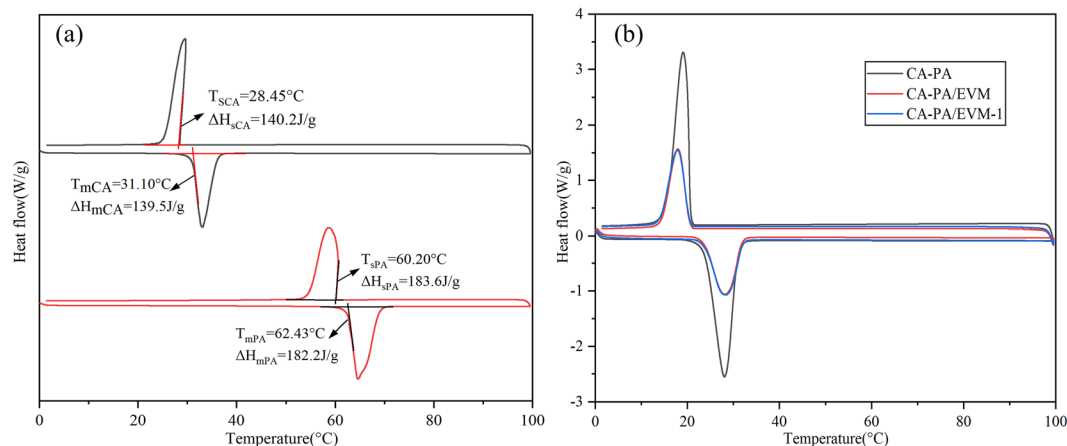 (a)
T_SCA=28.45°C
ΔH_sCA=140.2J/g
T_mCA=31.10°C
ΔH_mCA=139.5J/g
T_sPA=60.20°C
ΔH_sPA=183.6J/g
T_mPA=62.43°C
ΔH_mPA=182.2J/g
Heat flow(W/g)
0 20 40 60 80 100
Temperature(°C)
(b)
CA-PA
CA-PA/EVM
CA-PA/EVM-1
4
3
2
1
0
-1
-2
-3
Heat flow(W/g)
0 20 40 60 80 100
Temperature(°C)